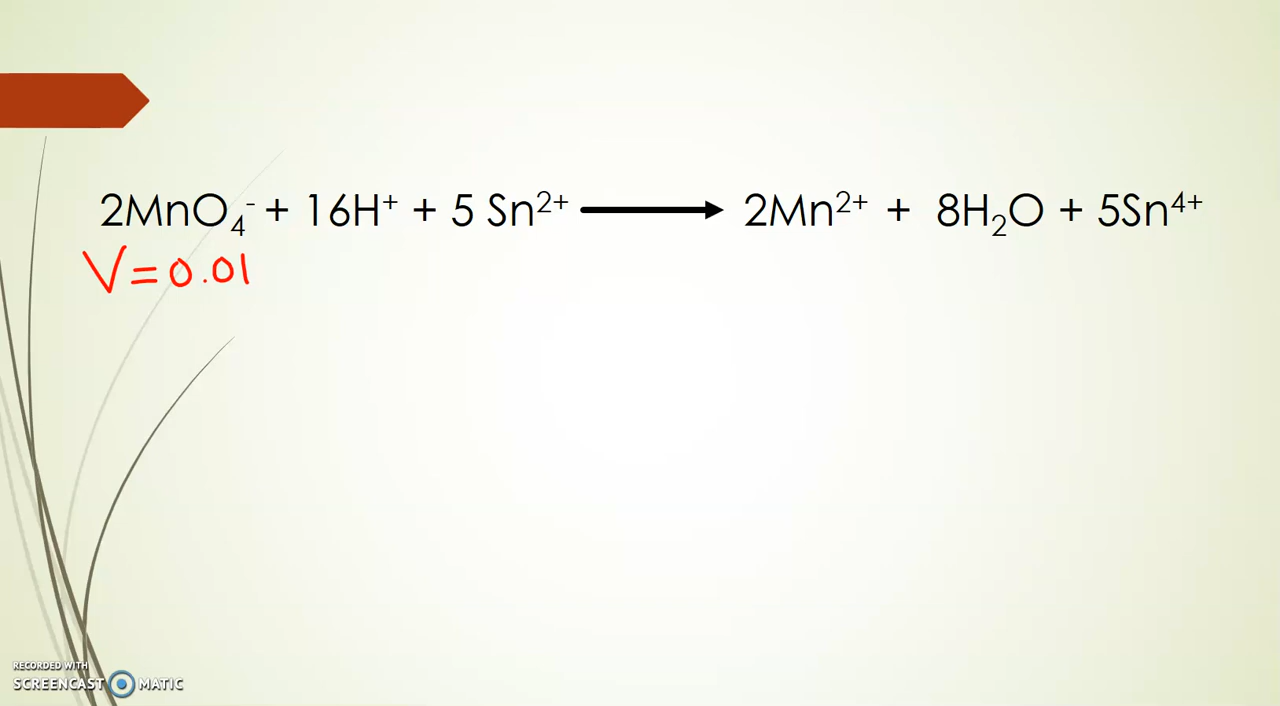 2MnO₄⁻ + 16H⁺ + 5 Sn²⁺ ⟶ 2Mn²⁺ + 8H₂O + 5Sn⁴⁺
V = 0.01
RECORDED WITH
SCREENCAST MATIC